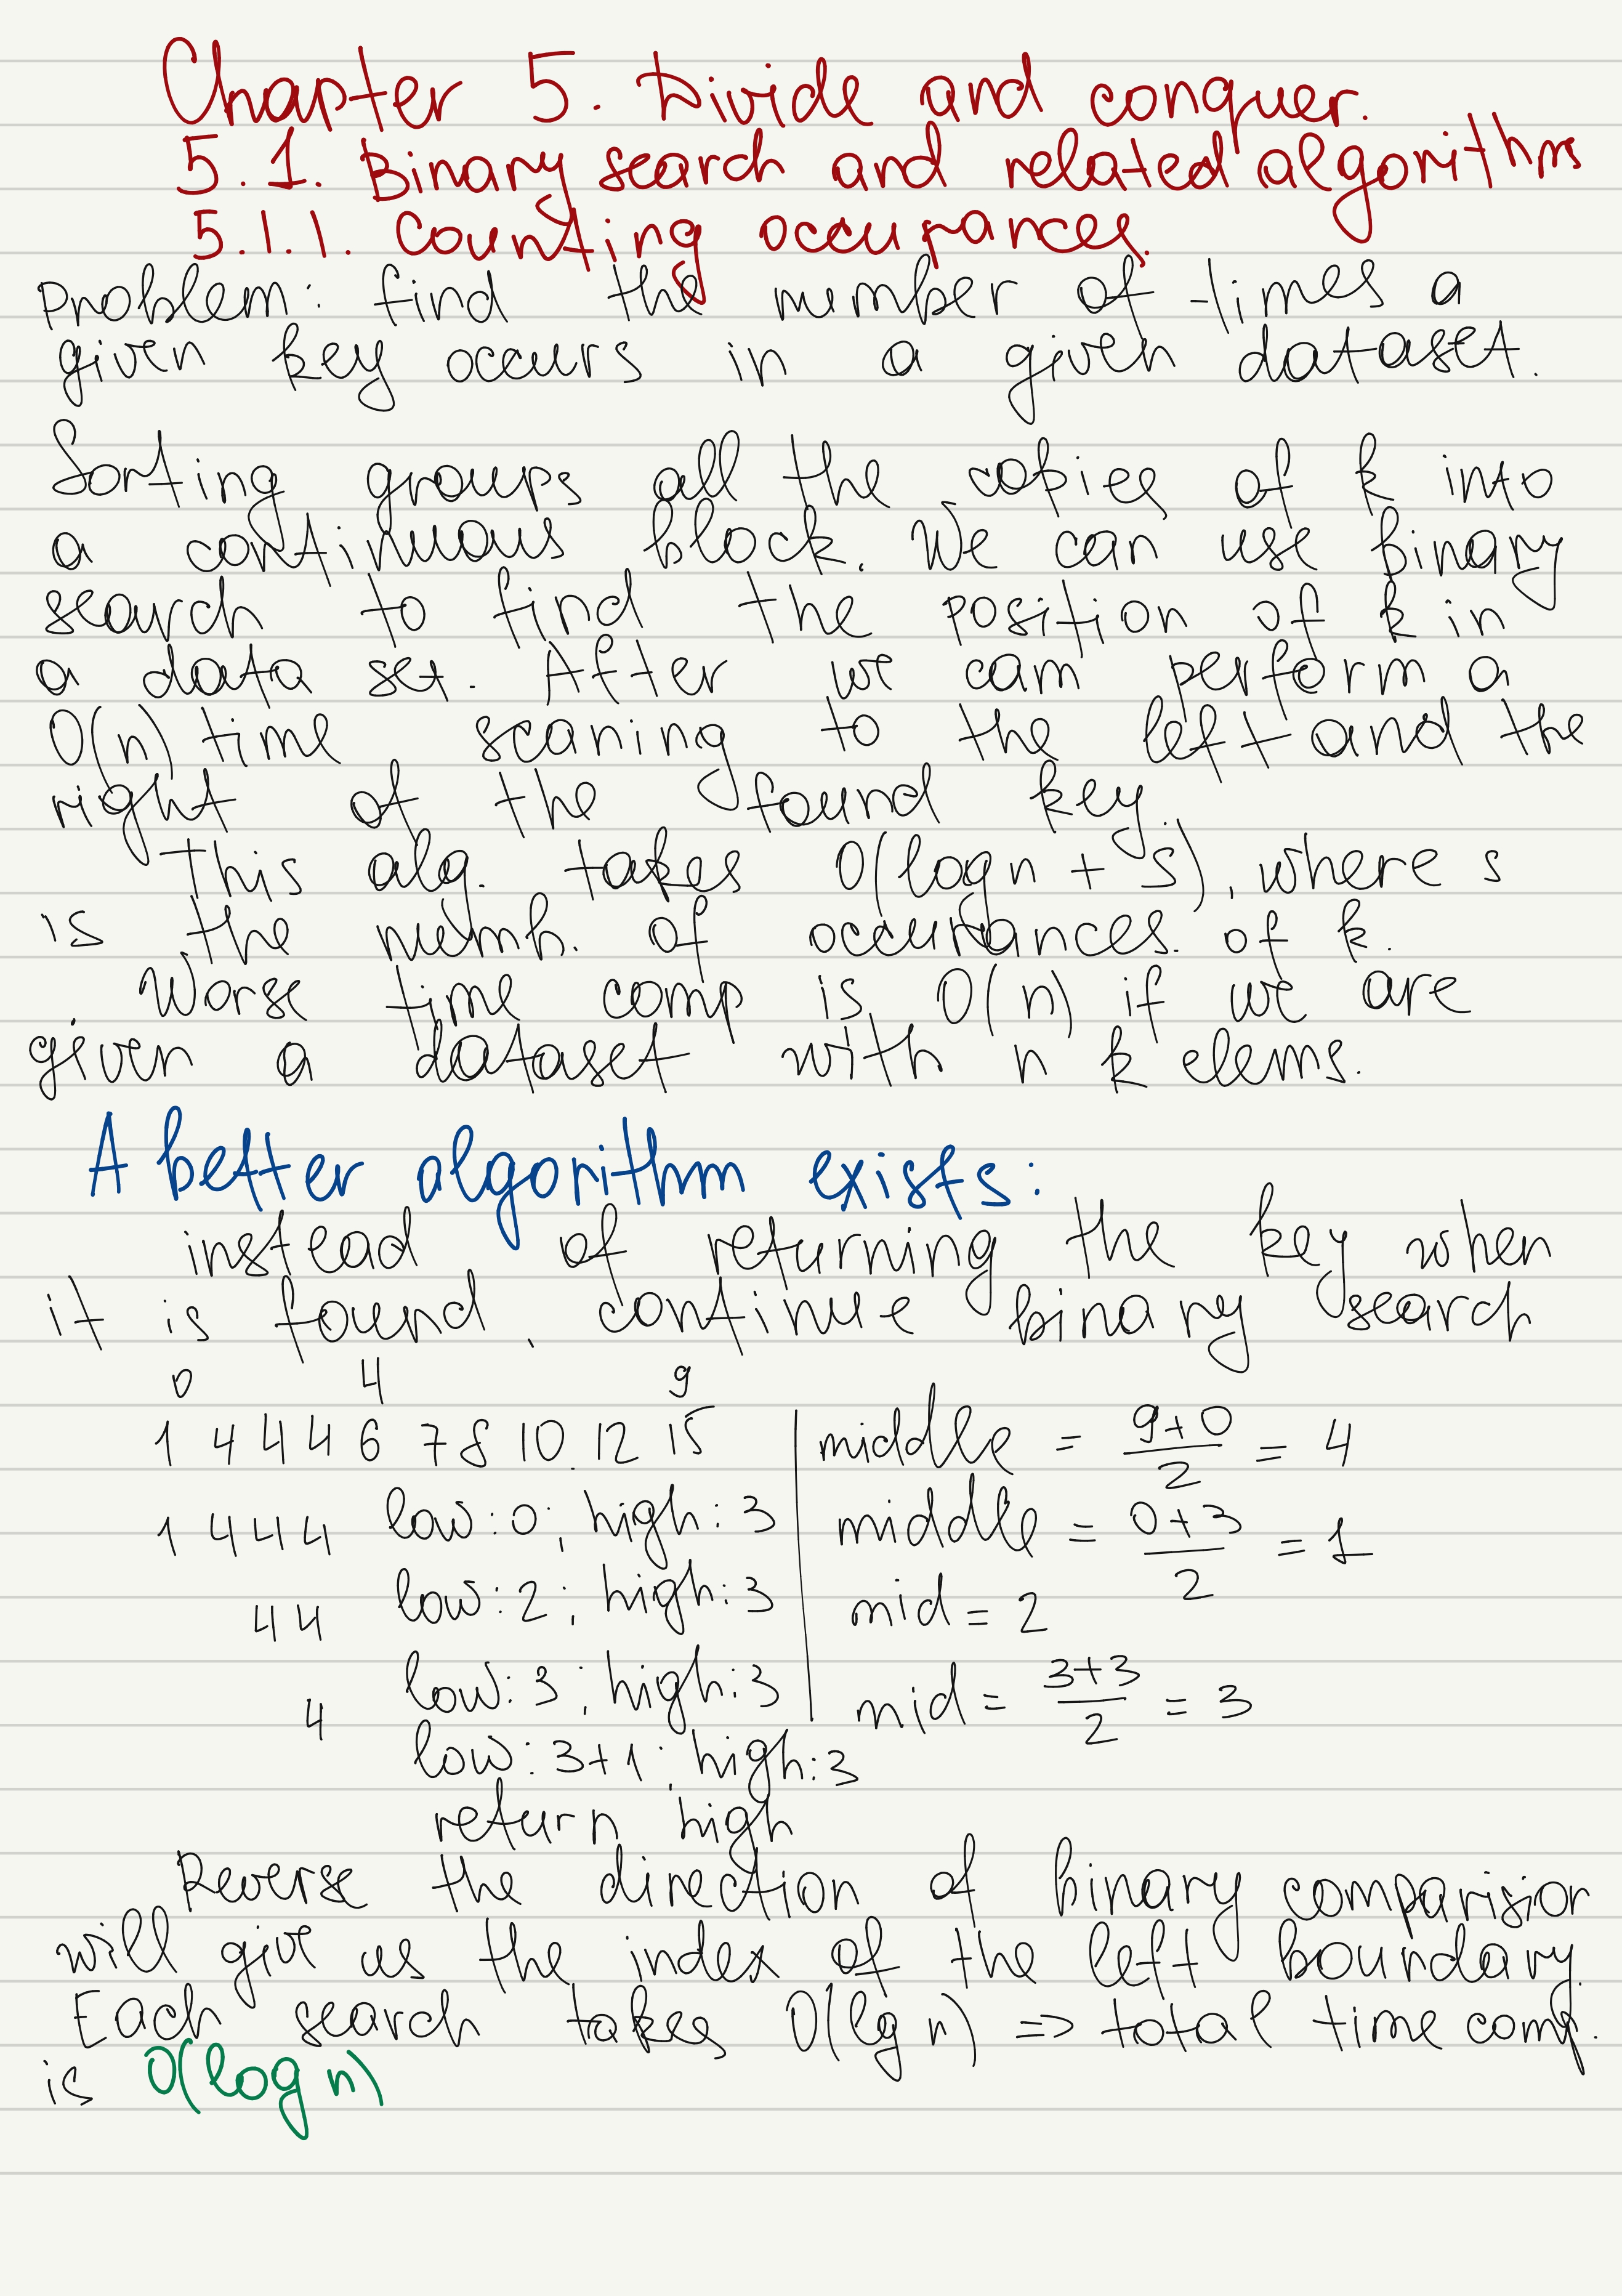 Chapter 5. Divide and conquer.
5.1. Binary search and related algorithms
5.1.1. Counting occurances.
Problem: find the number of times a
given key occurs in a given dataset.
Sorting groups all the copies of k into
a continuous block. We can use binary
search to find the position of k in
a data set. After we can perform a
O(n) time scaning to the left and the
right of the found key.
This alg. takes O(logn + s), where s
is the numb. of occurtances. of k.
Worse time comp is O(n) if we are
given a dataset with n k elems.
A better algorithm exists:
instead of returning the key when
it is found, continue binary search
0 4 9
1 4 4 4 6 7 8 10 12 15 | middle = (9+0)/2 = 4
1 4 4 4 low:0; high:3 | middle = (0+3)/2 = 1
4 4 low:2; high:3 | mid = 2
4 low:3; high:3 | mid = (3+3)/2 = 3
low:3+1; high:3
return high
Reverse the direction of binary comparision
will give us the index of the left boundary.
Each search takes O(lg n) => total time comp.
is O(log n)